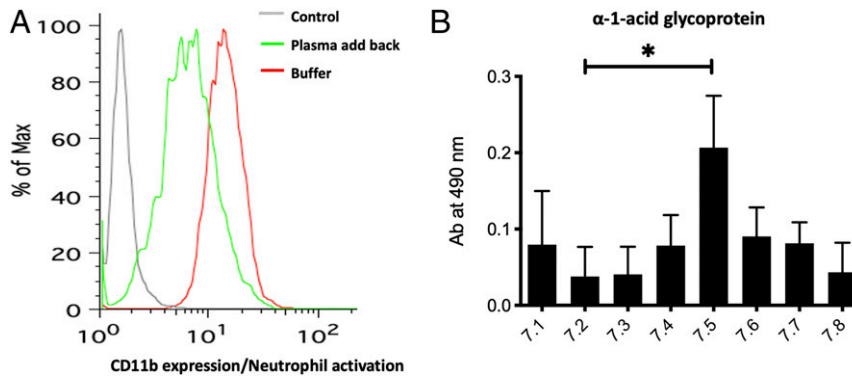 A
Control
Plasma add back
Buffer
% of Max
100
80
60
40
20
0
10⁰
10¹
10²
CD11b expression/Neutrophil activation
B
α-1-acid glycoprotein
*
Ab at 490 nm
0.3
0.2
0.1
0.0
7.1
7.2
7.3
7.4
7.5
7.6
7.7
7.8